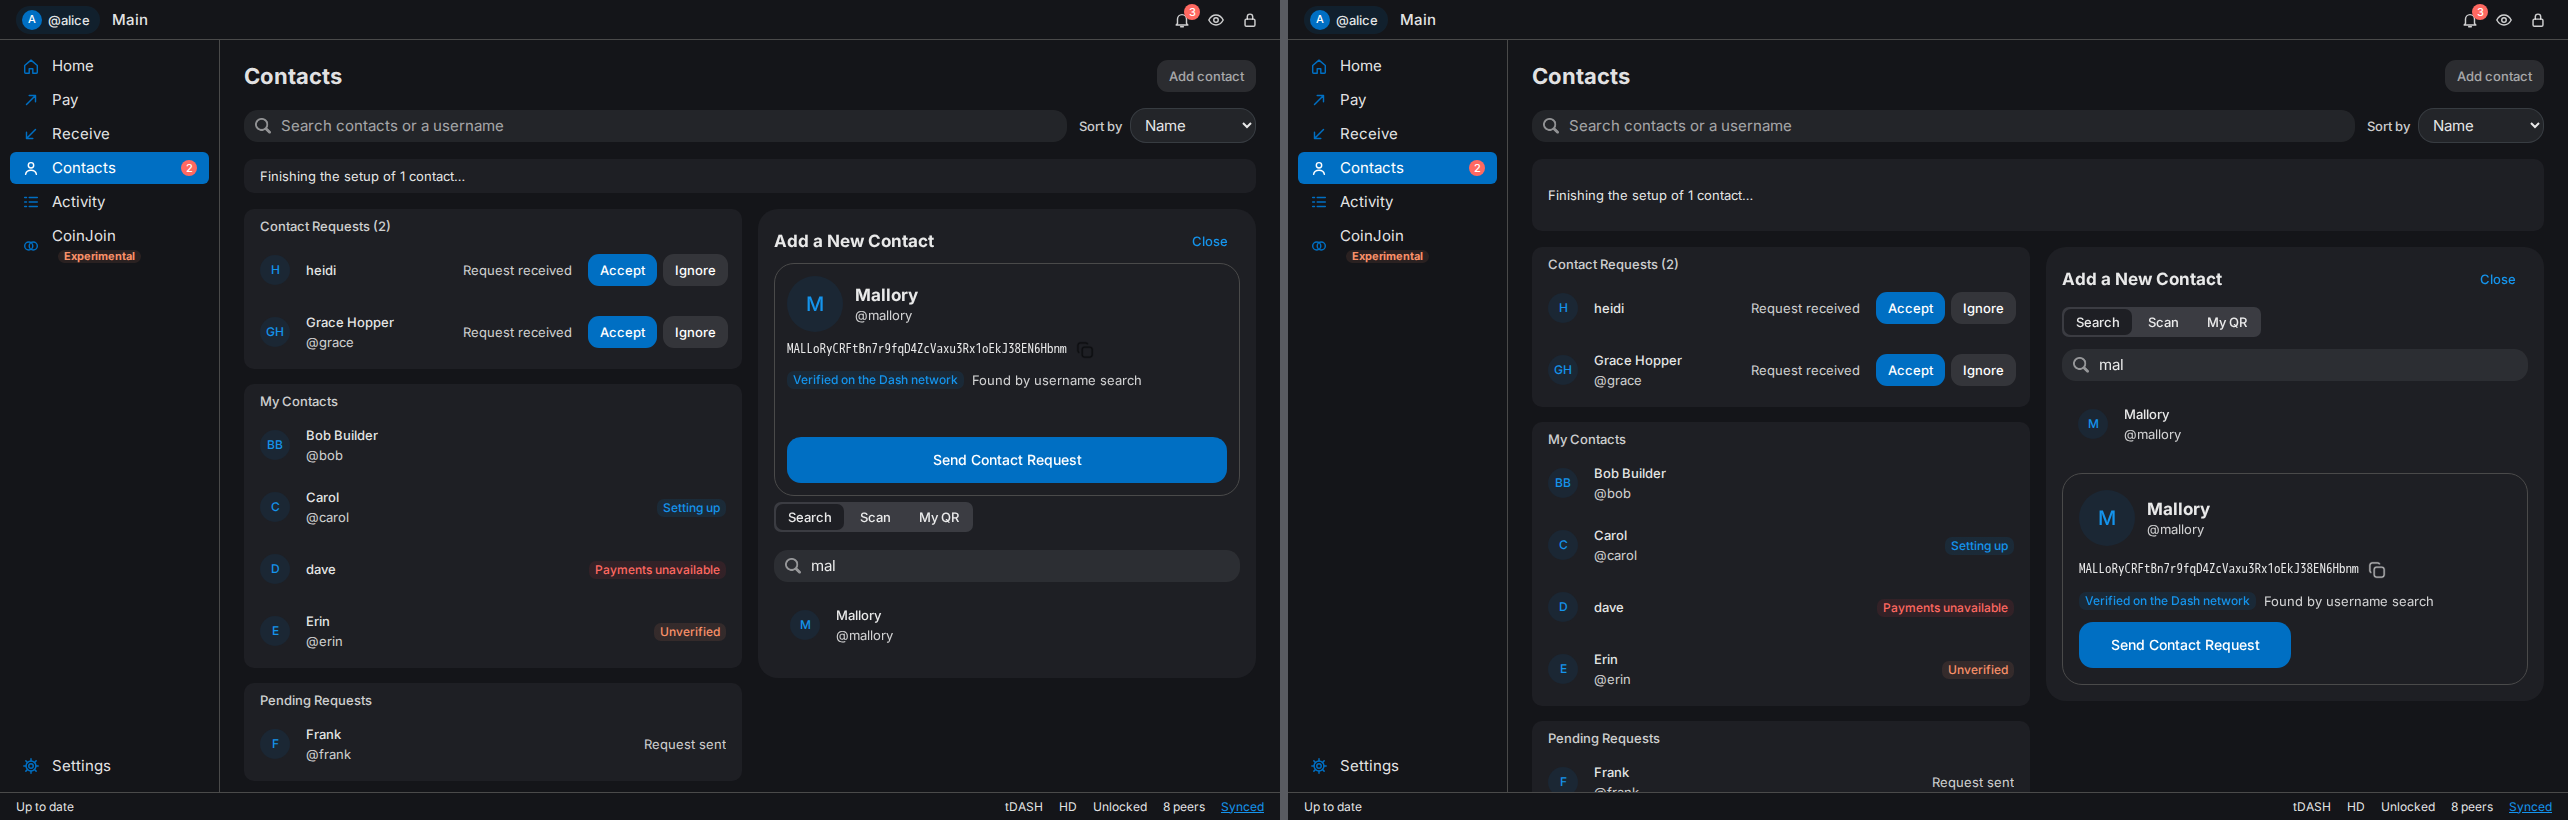 A @alice Main 3
Home
Pay
Receive
Contacts 2
Activity
CoinJoin
Experimental
Settings
Contacts
Add contact
Search contacts or a username
Sort by Name
Finishing the setup of 1 contact...
Contact Requests (2)
H heidi Request received Accept Ignore
GH Grace Hopper
@grace
Request received Accept Ignore
My Contacts
BB Bob Builder
@bob
C Carol
@carol
Setting up
D dave Payments unavailable
E Erin
@erin
Unverified
Pending Requests
F Frank
@frank
Request sent
Add a New Contact Close
M Mallory
@mallory
MALLoRyCRFtBn7r9fqD4ZcVaxu3Rx1oEkJ38EN6Hbnm
Verified on the Dash network Found by username search
Send Contact Request
Search Scan My QR
mal
M Mallory
@mallory
Up to date tDASH HD Unlocked 8 peers Synced
A @alice Main 3
Home
Pay
Receive
Contacts 2
Activity
CoinJoin
Experimental
Settings
Contacts
Add contact
Search contacts or a username
Sort by Name
Finishing the setup of 1 contact...
Contact Requests (2)
H heidi Request received Accept Ignore
GH Grace Hopper
@grace
Request received Accept Ignore
My Contacts
BB Bob Builder
@bob
C Carol
@carol
Setting up
D dave Payments unavailable
E Erin
@erin
Unverified
Pending Requests
F Frank
@frank
Request sent
Add a New Contact Close
Search Scan My QR
mal
M Mallory
@mallory
M Mallory
@mallory
MALLoRyCRFtBn7r9fqD4ZcVaxu3Rx1oEkJ38EN6Hbnm
Verified on the Dash network Found by username search
Send Contact Request
Up to date tDASH HD Unlocked 8 peers Synced